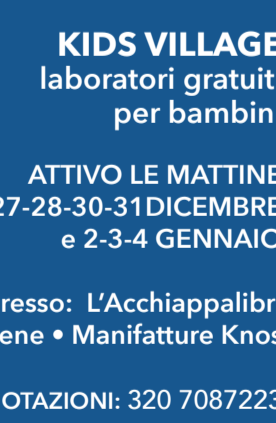 KIDS VILLAGE
laboratori gratuit
per bambin
ATTIVO LE MATTINE
27-28-30-31DICEMBRE
e 2-3-4 GENNAIO
resso: L'Acchiappalibr
ene • Manifatture Knos
OTAZIONI: 320 7087223